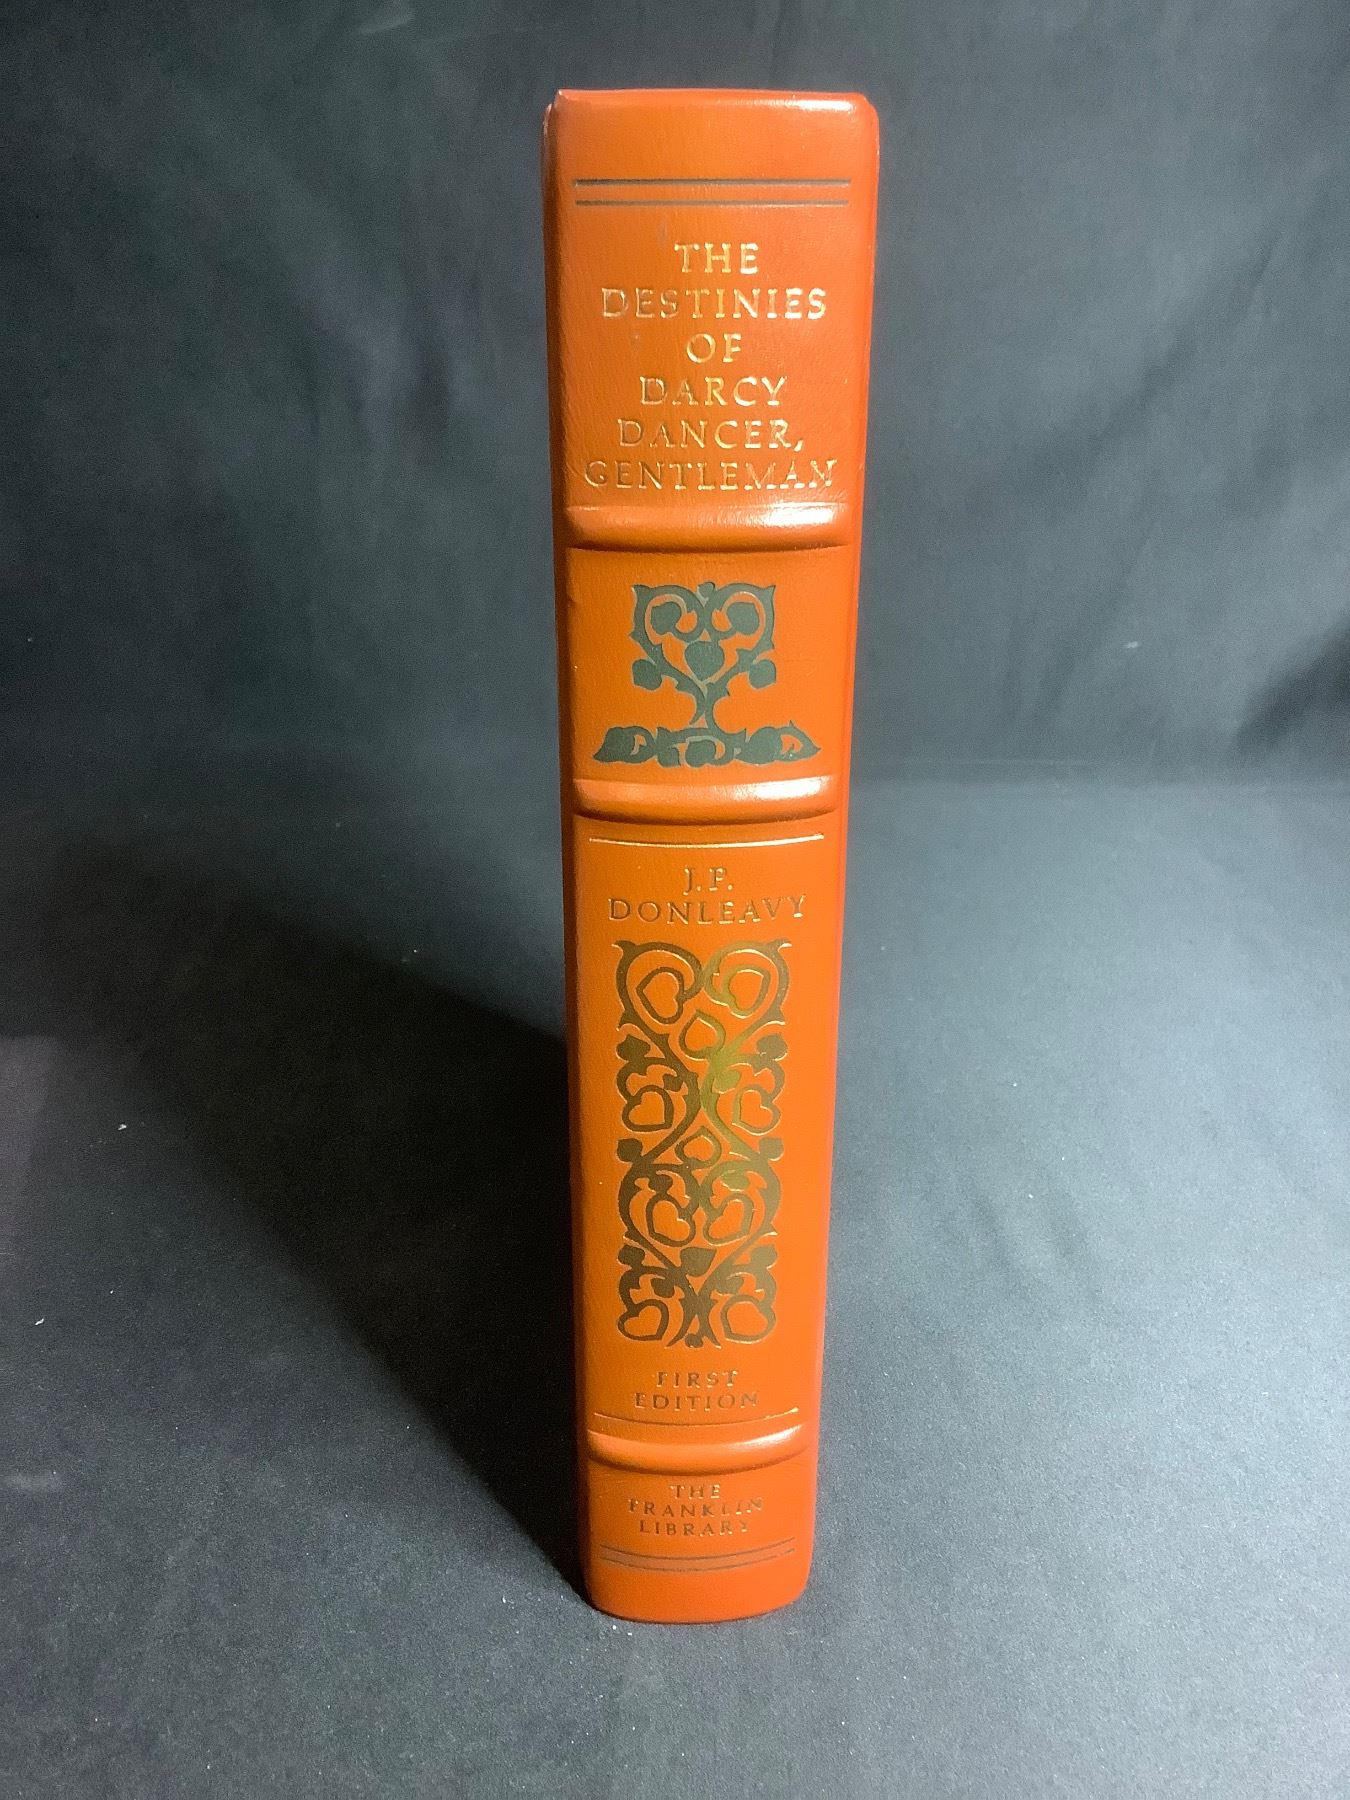 THE
DESTINIES
OF
DARCY
DANCER,
GENTLEMAN
J.P.
DONLEAVY
FIRST
EDITION
THE
FRANKLIN
LIBRARY